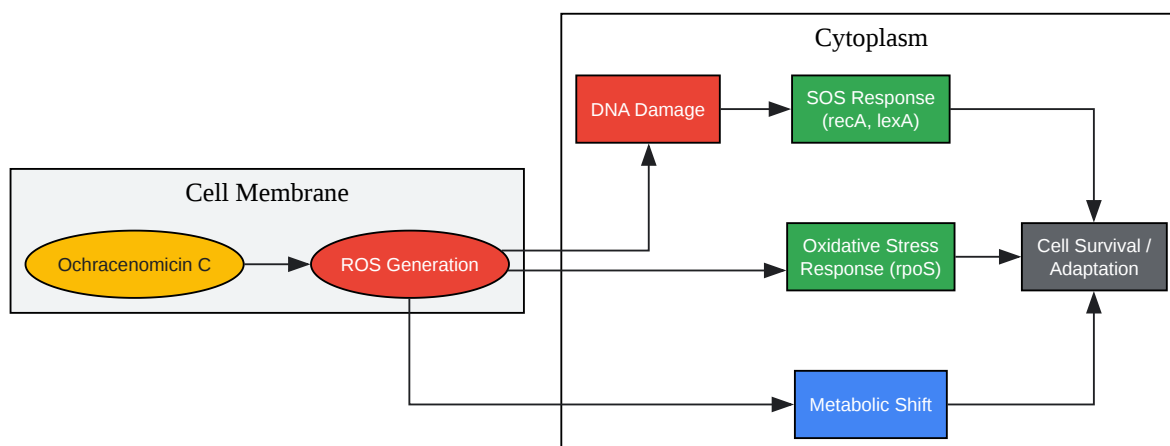 Cytoplasm
DNA Damage
SOS Response
(recA, lexA)
Cell Membrane
Ochracenomicin C
ROS Generation
Oxidative Stress
Response (rpoS)
Cell Survival /
Adaptation
Metabolic Shift